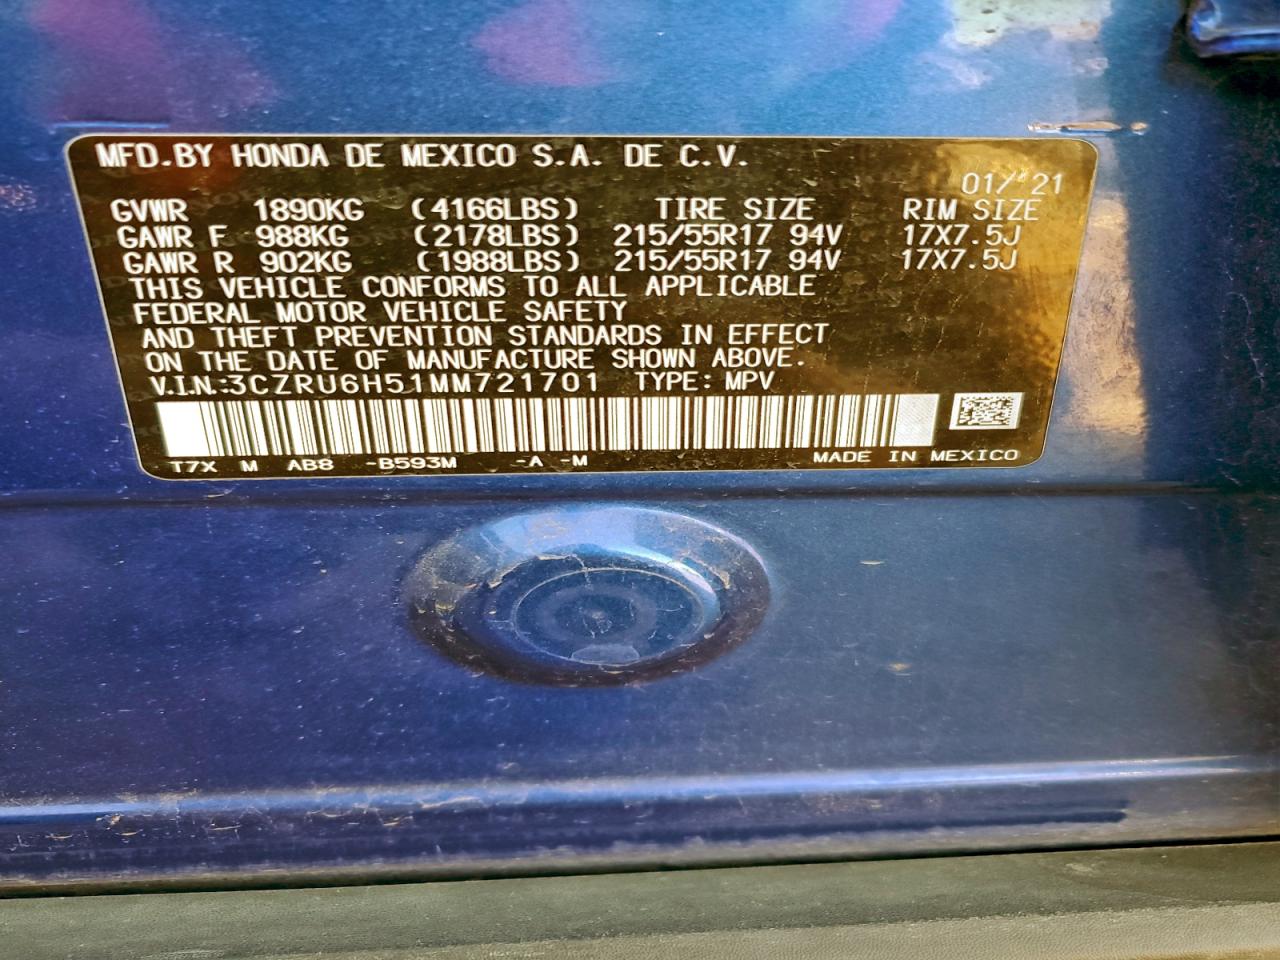 MFD.BY HONDA DE MEXICO S.A. DE C.V.
01/'21
GVWR 1890KG (4166LBS) TIRE SIZE RIM SIZE
GAWR F 988KG (2178LBS) 215/55R17 94V 17X7.5J
GAWR R 902KG (1988LBS) 215/55R17 94V 17X7.5J
THIS VEHICLE CONFORMS TO ALL APPLICABLE
FEDERAL MOTOR VEHICLE SAFETY
AND THEFT PREVENTION STANDARDS IN EFFECT
ON THE DATE OF MANUFACTURE SHOWN ABOVE.
V.I.N.:3CZRU6H51MM721701 TYPE: MPV
T7X M AB8 -B593M -A -M MADE IN MEXICO